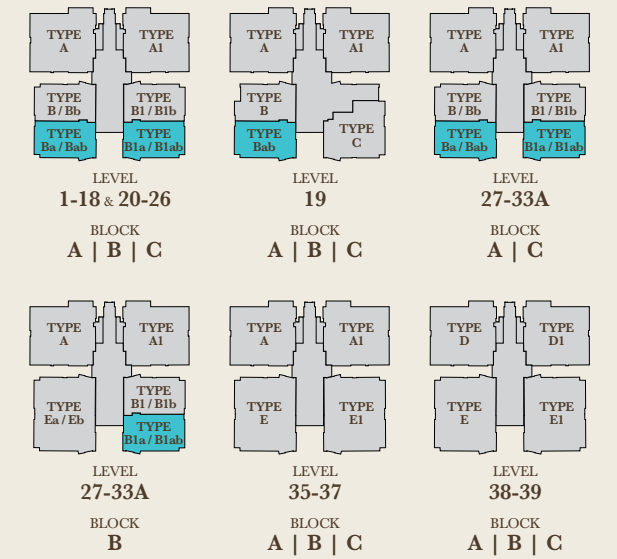 TYPE
A
TYPE
A1
TYPE
B / Bb
TYPE
B1 / B1b
TYPE
Ba / Bab
TYPE
B1a / B1ab
LEVEL
1-18 & 20-26
BLOCK
A | B | C
TYPE
A
TYPE
A1
TYPE
B
TYPE
Bab
TYPE
C
LEVEL
19
BLOCK
A | B | C
TYPE
A
TYPE
A1
TYPE
B / Bb
TYPE
B1 / B1b
TYPE
Ba / Bab
TYPE
B1a / B1ab
LEVEL
27-33A
BLOCK
A | C
TYPE
A
TYPE
A1
TYPE
Ea / Eb
TYPE
B1 / B1b
TYPE
B1a / B1ab
LEVEL
27-33A
BLOCK
B
TYPE
A
TYPE
A1
TYPE
E
TYPE
E1
LEVEL
35-37
BLOCK
A | B | C
TYPE
D
TYPE
D1
TYPE
E
TYPE
E1
LEVEL
38-39
BLOCK
A | B | C